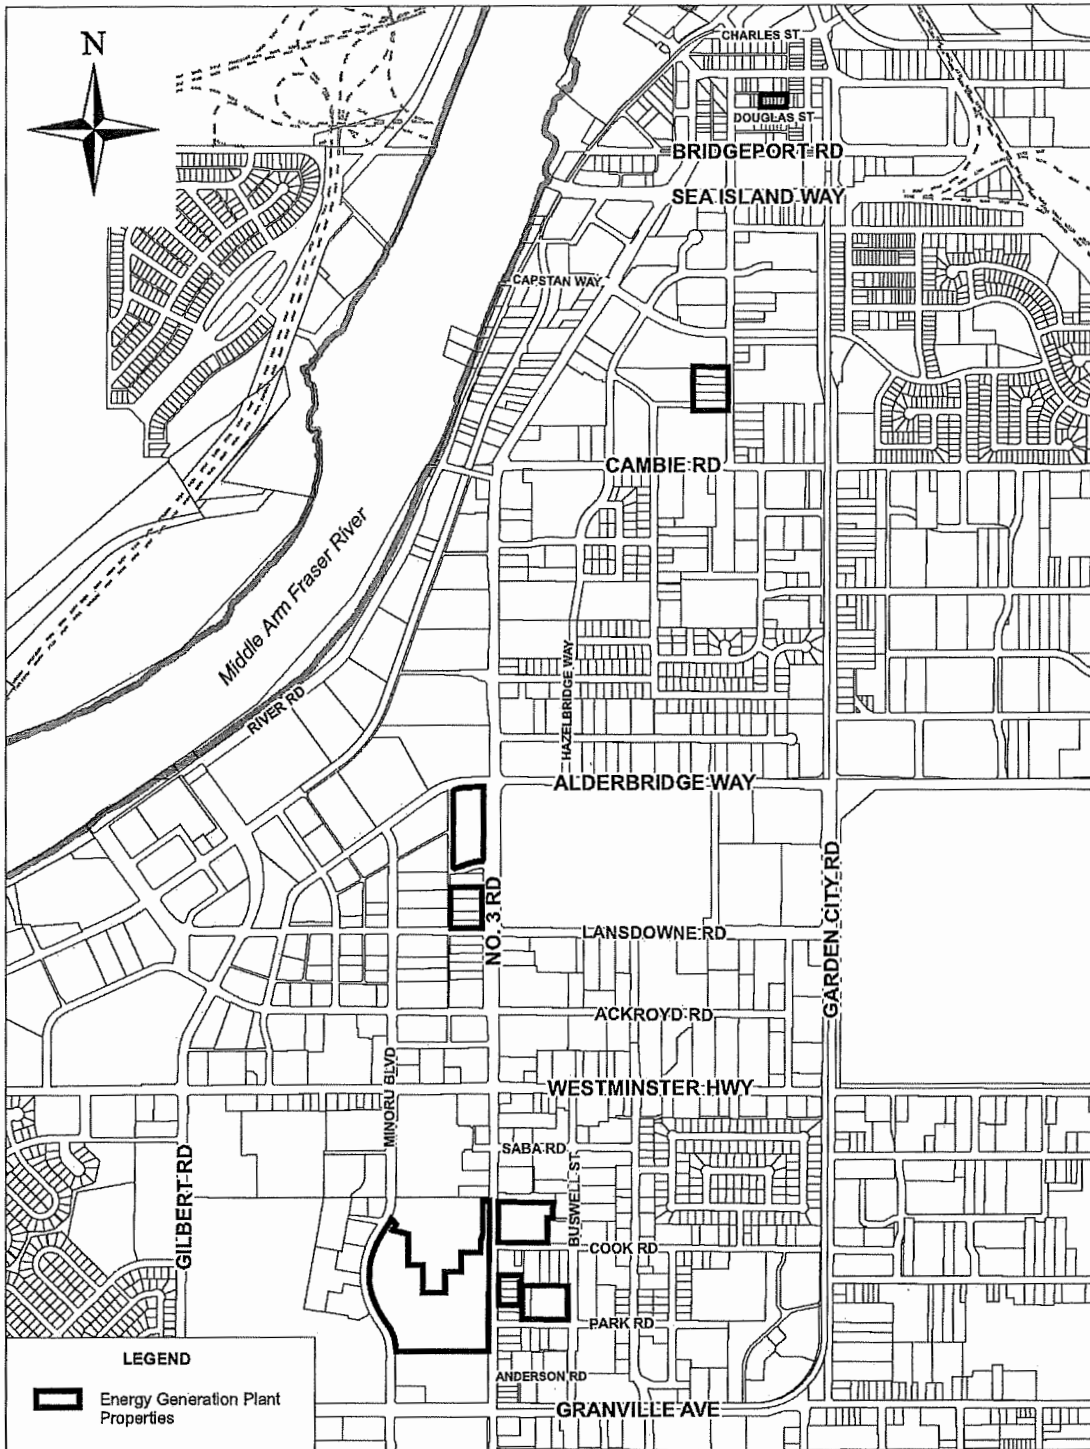 N
CHARLES ST
DOUGLAS ST
BRIDGEPORT RD
SEA ISLAND WAY
CAPSTAN WAY
CAMBIE RD
Middle Arm Fraser River
RIVER RD
HAZELBRIDGE WAY
ALDERBRIDGE WAY
NO. 3 RD
GARDEN CITY RD
LANSDOWNE RD
ACKROYD RD
MINORU BLVD
WESTMINSTER HWY
GILBERT RD
SABA RD
BUSWELL ST
COOK RD
PARK RD
ANDERSON RD
GRANVILLE AVE
LEGEND
Energy Generation Plant
Properties